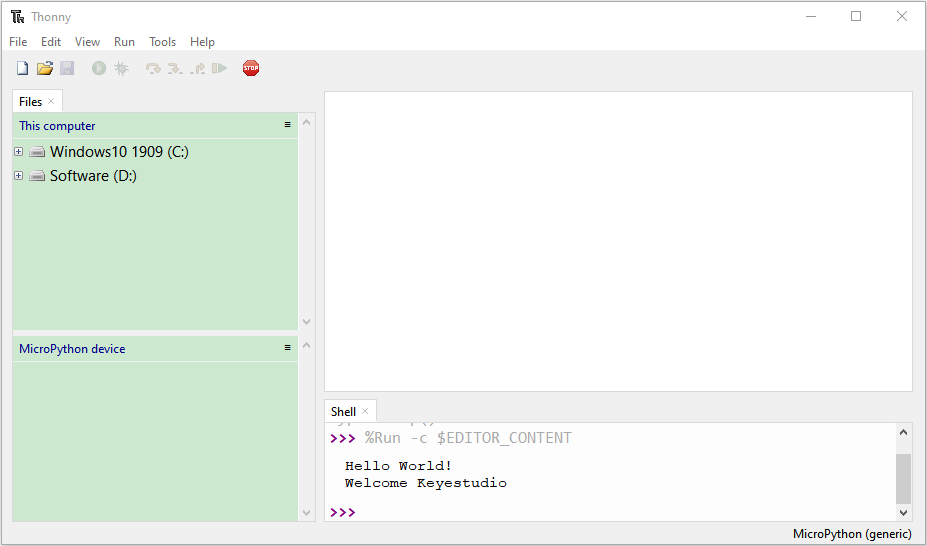 Thonny
File Edit View Run Tools Help
STOP
Files
This computer
Windows10 1909 (C:)
Software (D:)
MicroPython device
Shell
>>> %Run -c $EDITOR_CONTENT
Hello World!
Welcome Keyestudio
>>>
MicroPython (generic)